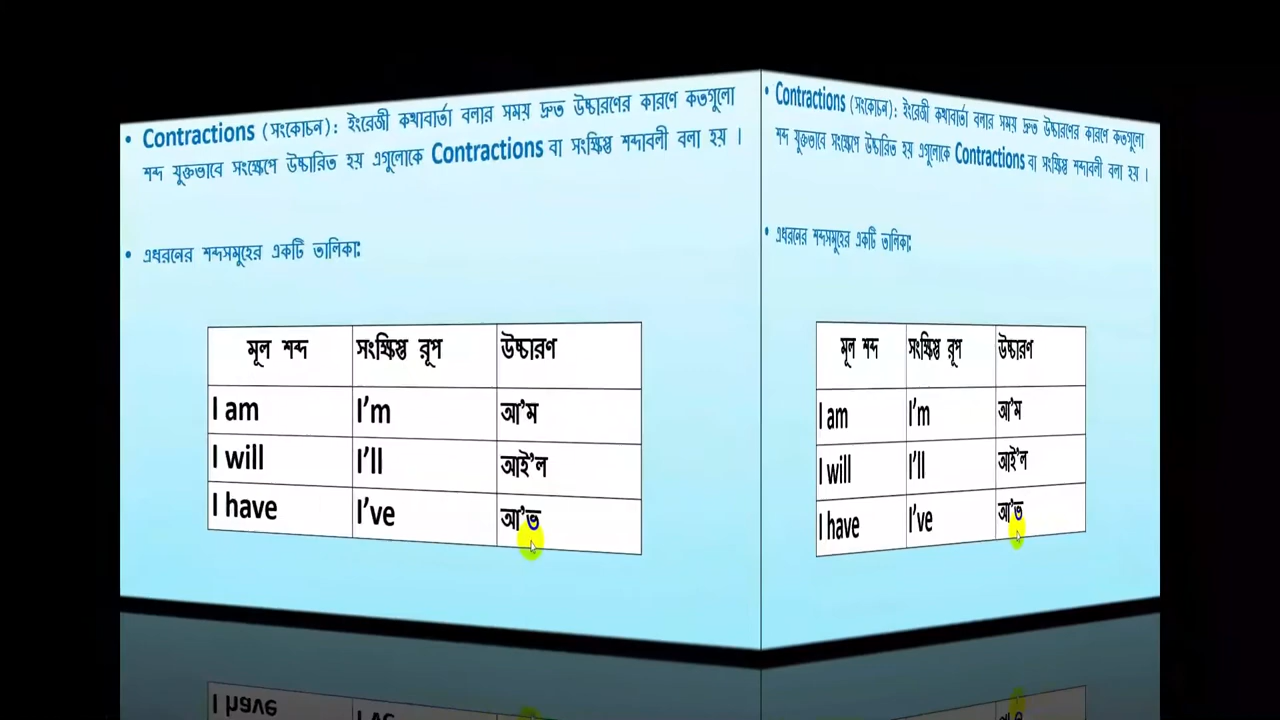 • Contractions (সংকোচন): ইংরেজী কথাবার্তা বলার সময় দ্রুত উচ্চারণের কারণে কতগুলো
শব্দ যুক্তভাবে সংক্ষেপে উচ্চারিত হয় এগুলোকে Contractions বা সংক্ষিপ্ত শব্দাবলী বলা হয় ।
• এধরনের শব্দসমুহের একটি তালিকা:
মূল শব্দ সংক্ষিপ্ত রূপ উচ্চারণ
I am I’m আ’ম
I will I’ll আই’ল
I have I’ve আ’ভ
• Contractions (সংকোচন): ইংরেজী কথাবার্তা বলার সময় দ্রুত উচ্চারণের কারণে কতগুলো
শব্দ যুক্তভাবে সংক্ষেপে উচ্চারিত হয় এগুলোকে Contractions বা সংক্ষিপ্ত শব্দাবলী বলা হয় ।
• এধরনের শব্দসমুহের একটি তালিকা:
মূল শব্দ সংক্ষিপ্ত রূপ উচ্চারণ
I am I’m আ’ম
I will I’ll আই’ল
I have I’ve আ’ভ
I have I’ve